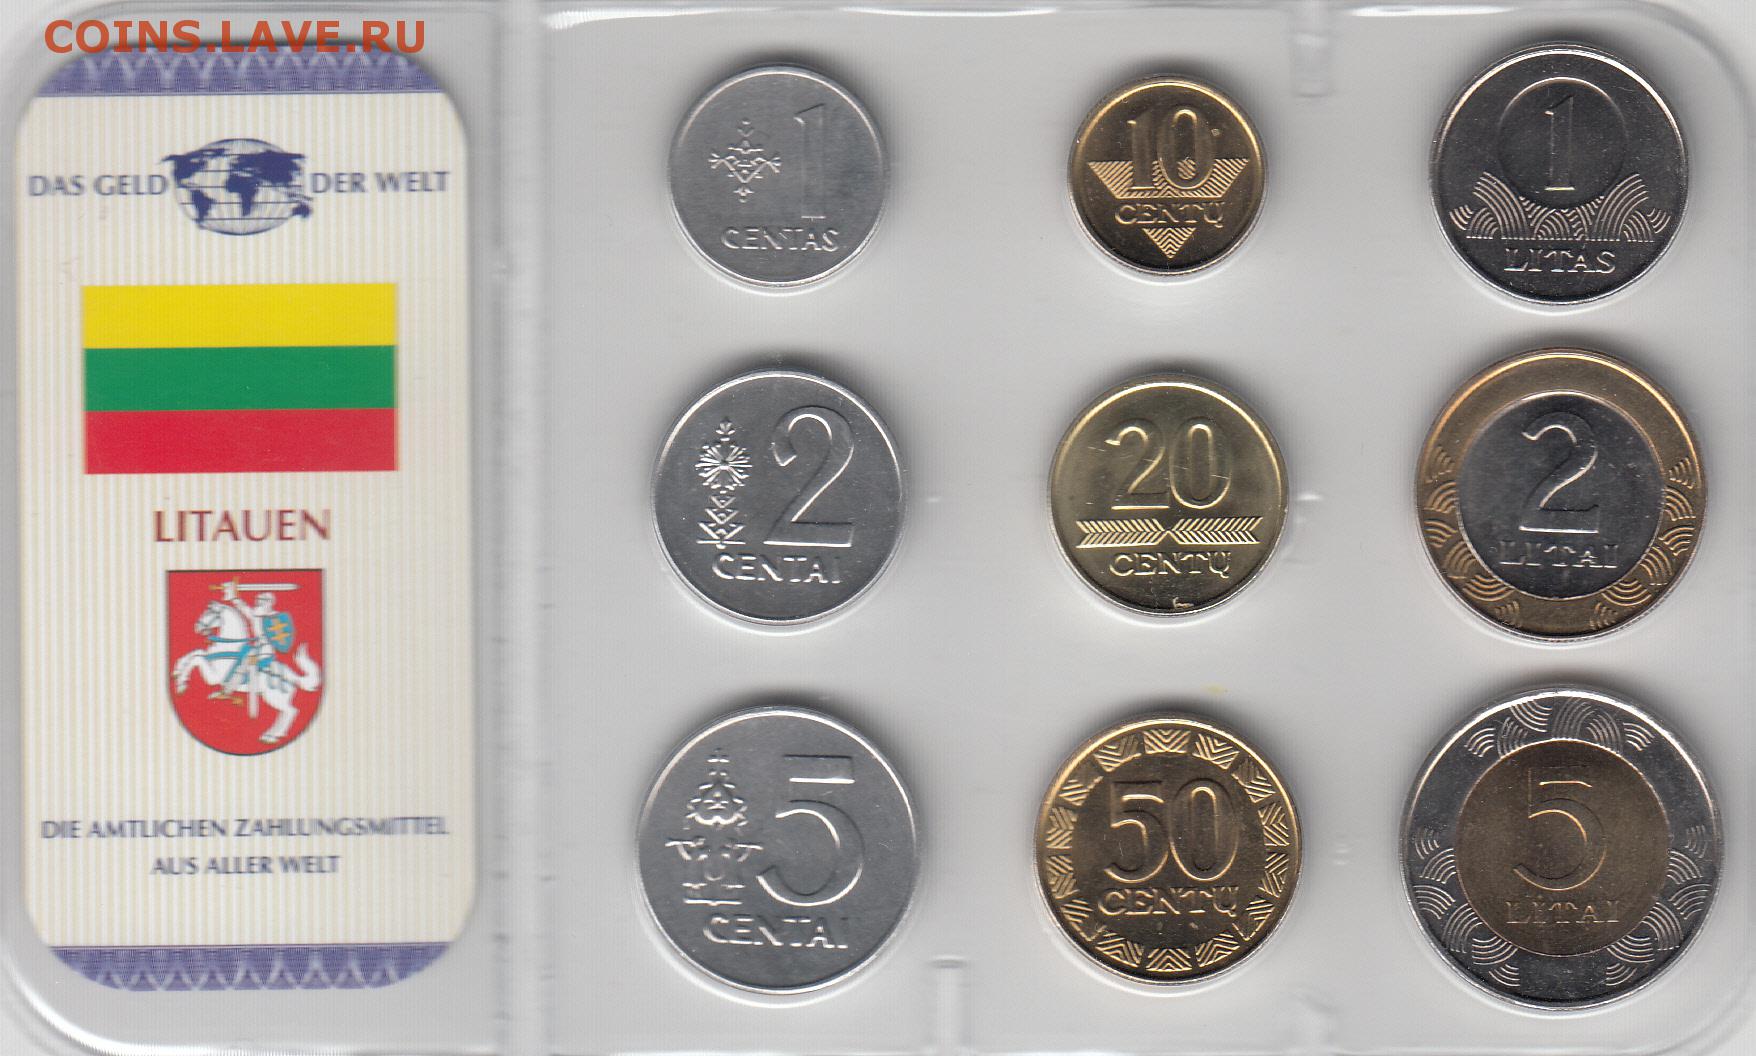 COINS.LAVE.RU
DAS GELD DER WELT
LITAUEN
DIE AMTLICHEN ZAHLUNGSMITTEL
AUS ALLER WELT
1
CENTAS
10
CENTŲ
1
LITAS
2
CENTAI
20
CENTŲ
2
LITAI
5
CENTAI
50
CENTŲ
5
LITAI